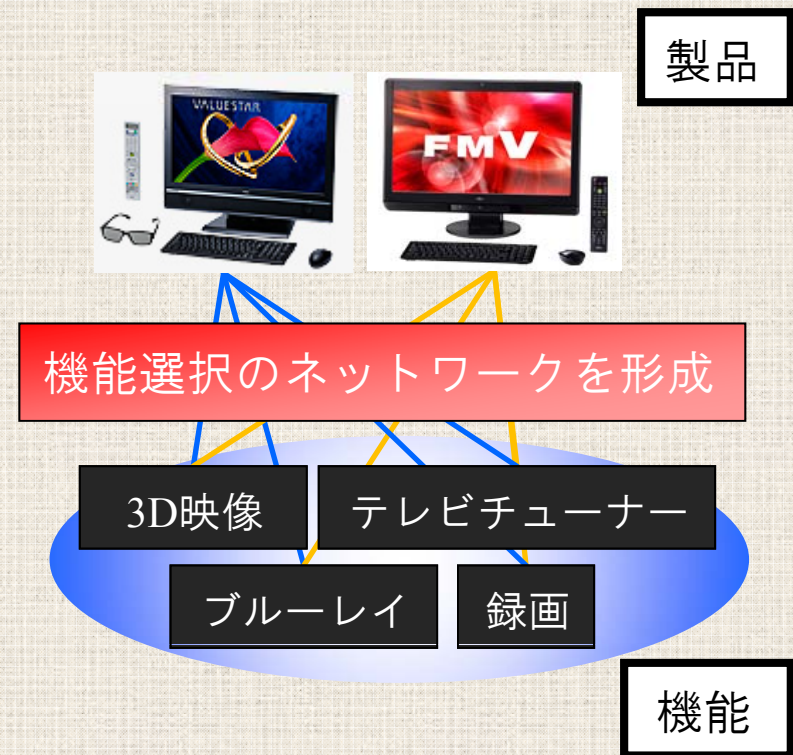 製品
VALUESTAR
FMV
機能選択のネットワークを形成
3D映像
テレビチューナー
ブルーレイ
録画
機能